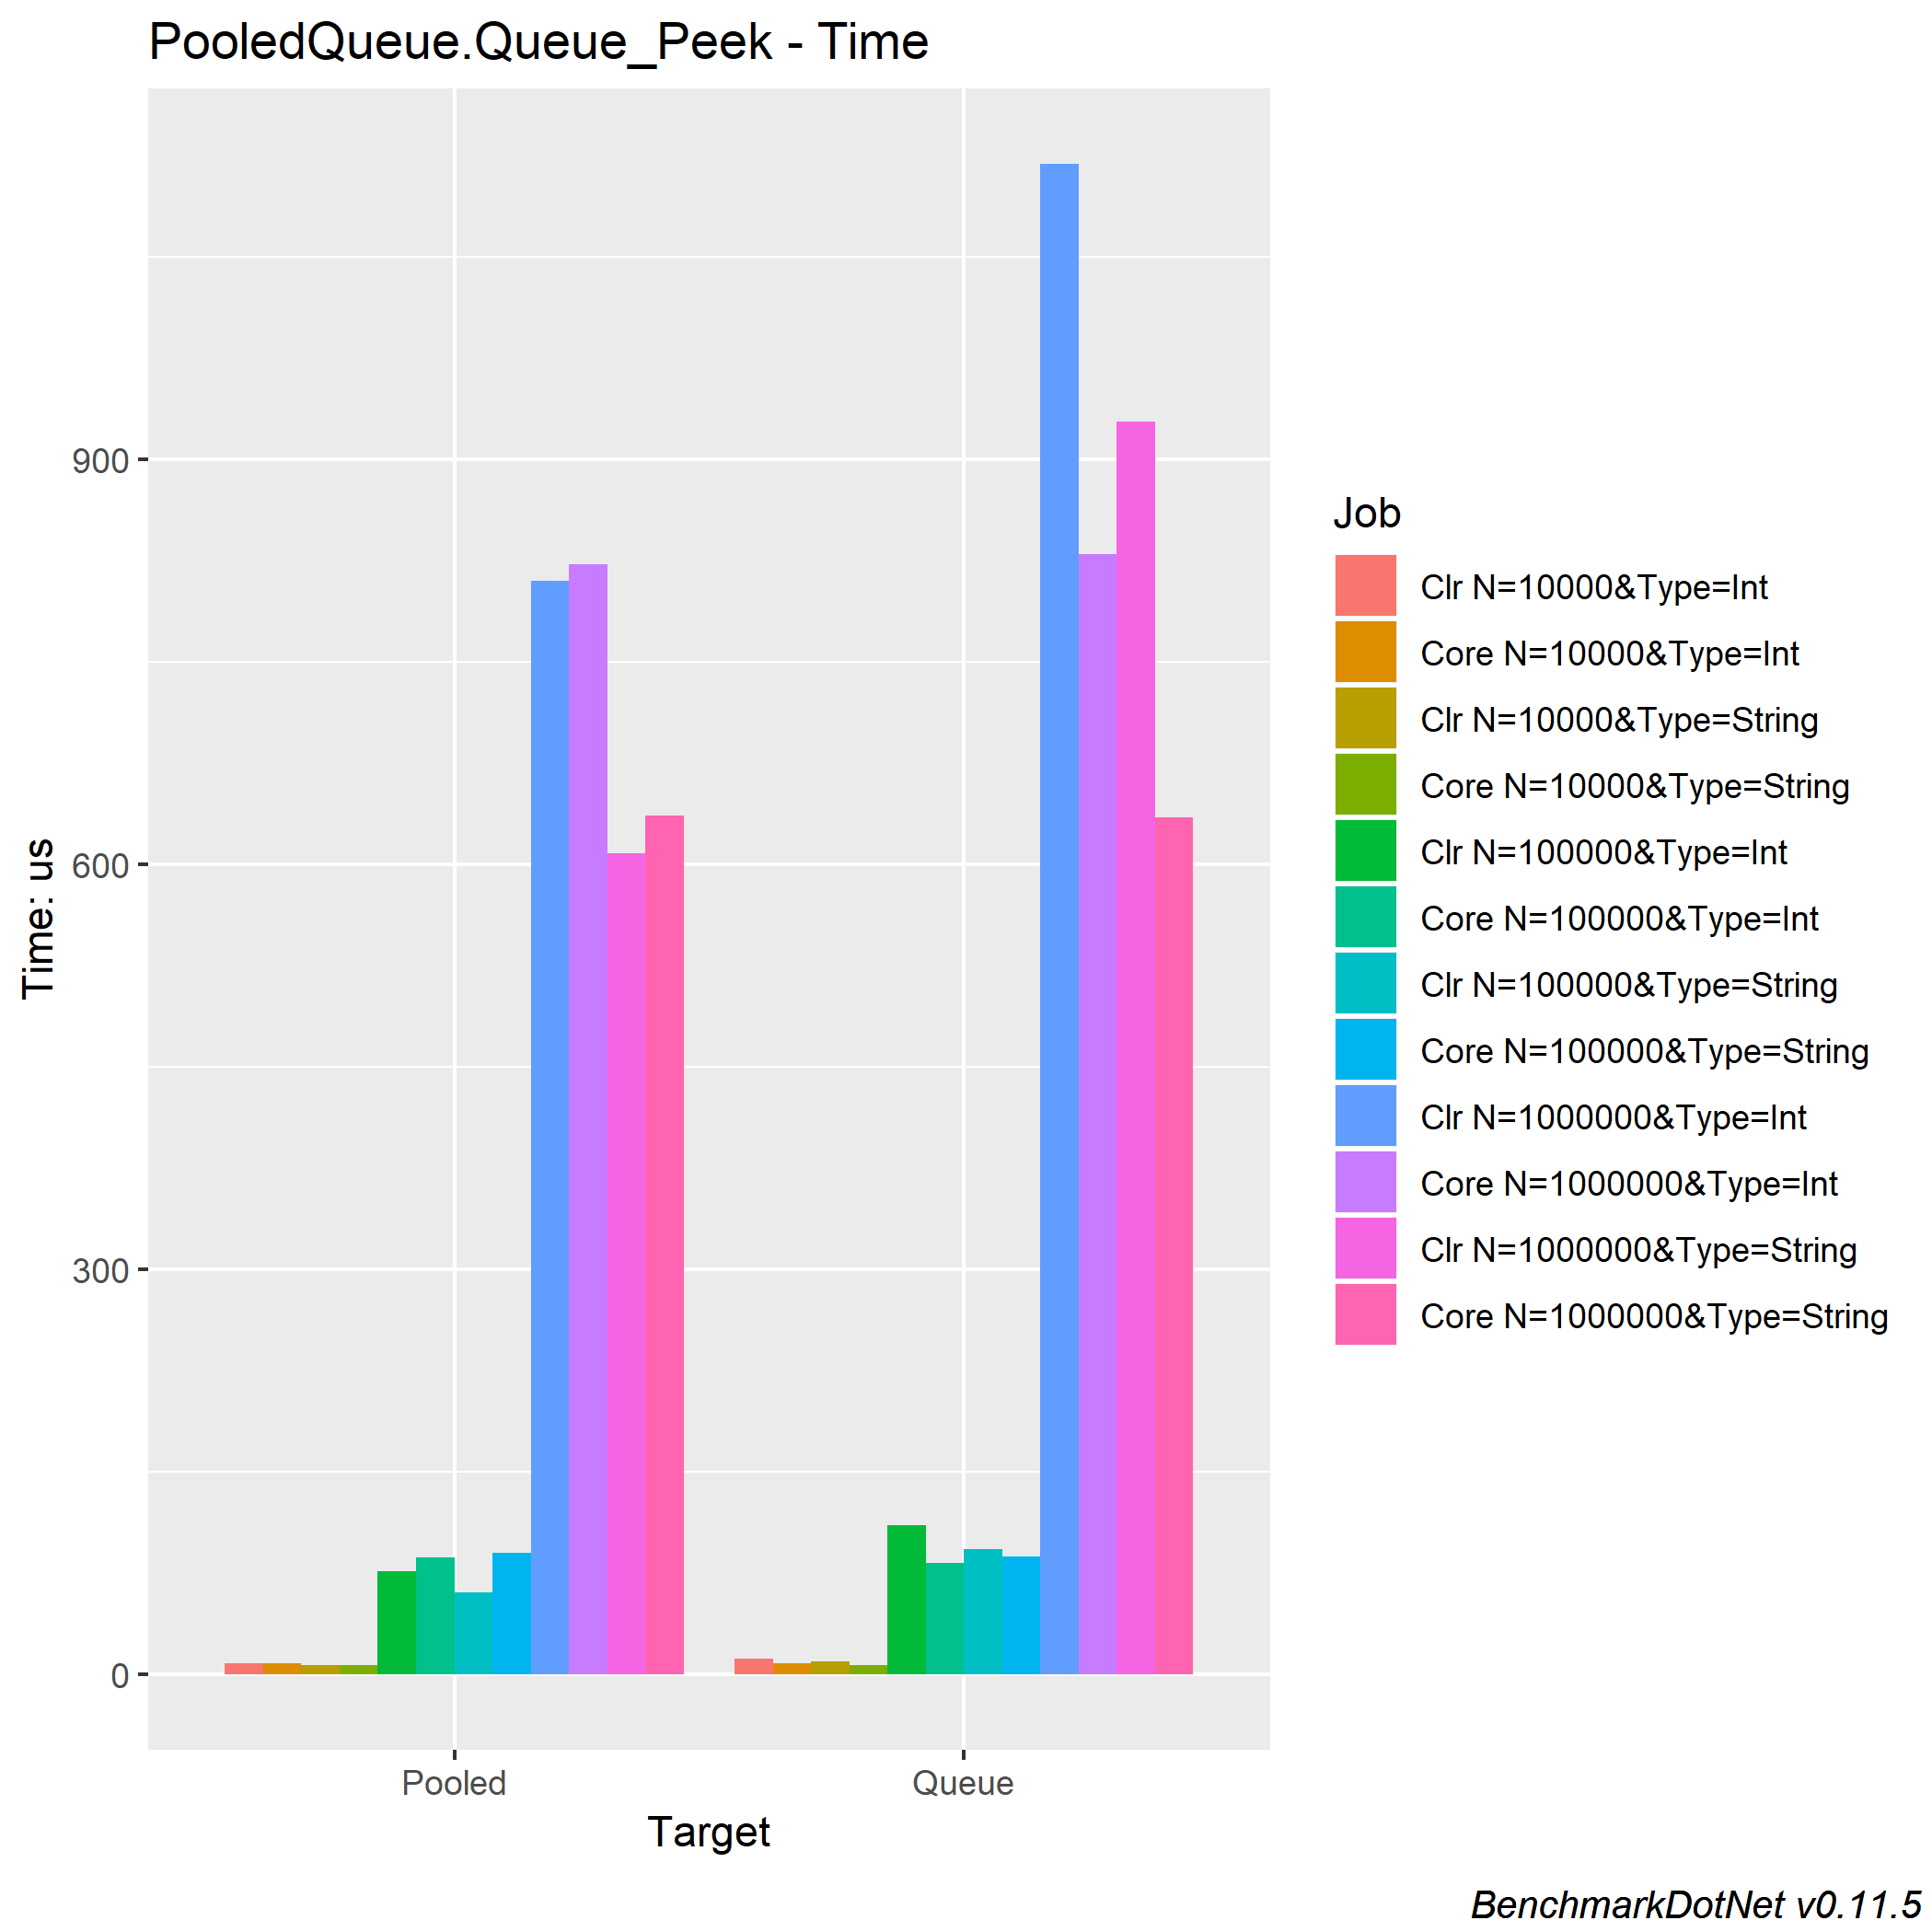 PooledQueue.Queue_Peek - Time
Time: us
900
600
300
0
Pooled
Queue
Target
Job
Clr N=10000&Type=Int
Core N=10000&Type=Int
Clr N=10000&Type=String
Core N=10000&Type=String
Clr N=100000&Type=Int
Core N=100000&Type=Int
Clr N=100000&Type=String
Core N=100000&Type=String
Clr N=1000000&Type=Int
Core N=1000000&Type=Int
Clr N=1000000&Type=String
Core N=1000000&Type=String
BenchmarkDotNet v0.11.5